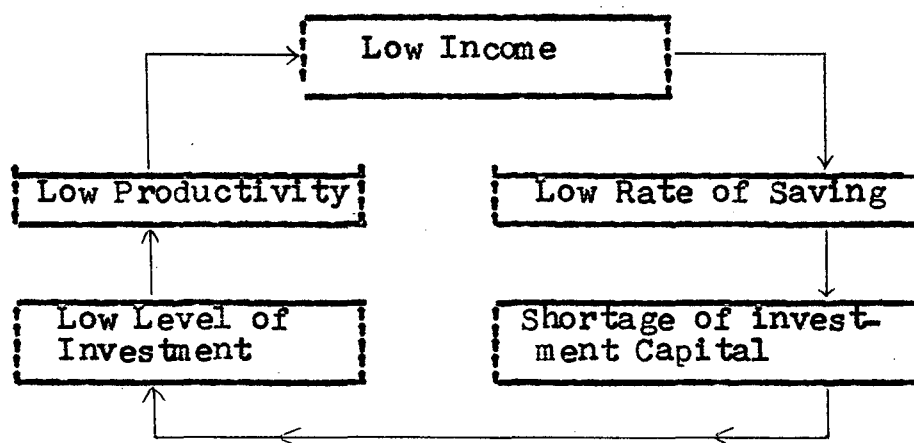 Low Income
Low Productivity
Low Rate of Saving
Low Level of
Investment
Shortage of invest-
ment Capital